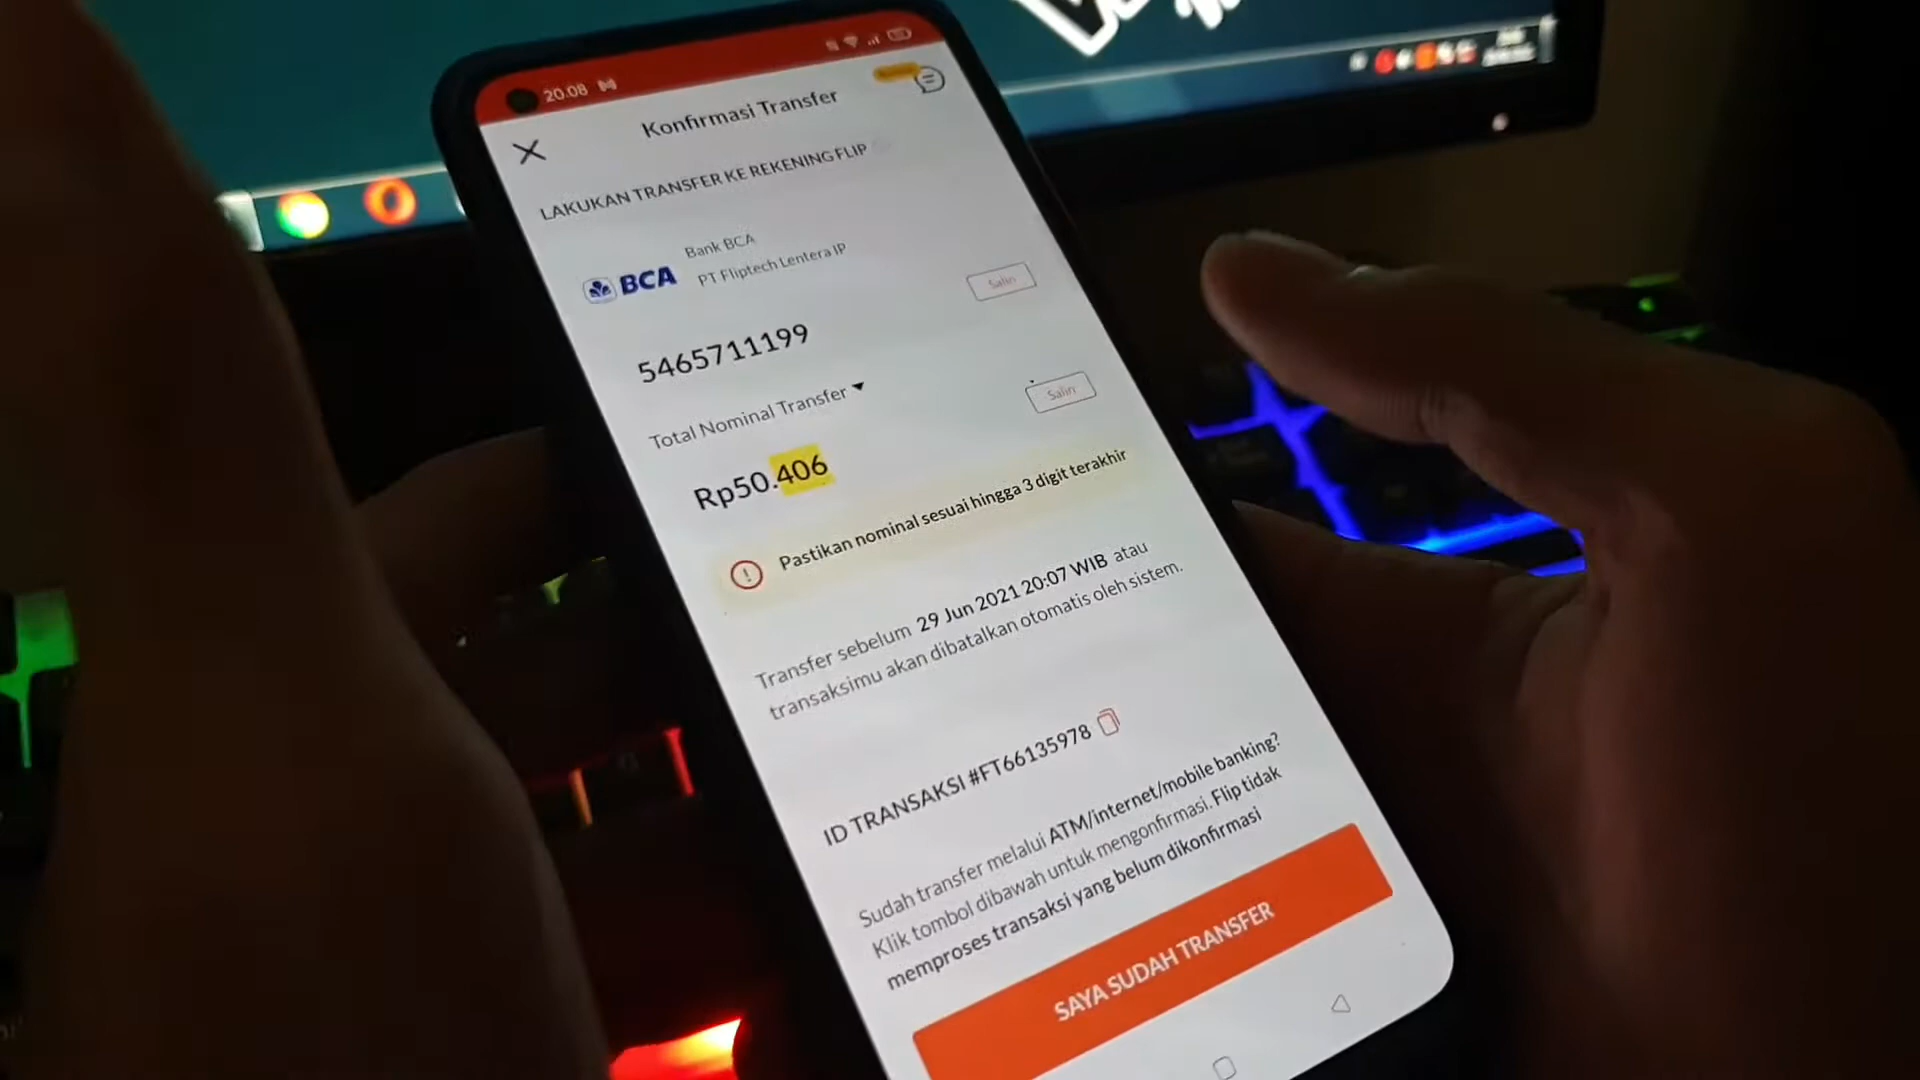 20.08
Konfirmasi Transfer
LAKUKAN TRANSFER KE REKENING FLIP
Bank BCA
BCA
PT Fliptech Lentera IP
Salin
5465711199
Total Nominal Transfer
Salin
Rp50.406
Pastikan nominal sesuai hingga 3 digit terakhir
Transfer sebelum 29 Jun 2021 20:07 WIB atau
transaksimu akan dibatalkan otomatis oleh sistem.
ID TRANSAKSI #FT66135978
Sudah transfer melalui ATM/internet/mobile banking?
Klik tombol dibawah untuk mengonfirmasi. Flip tidak
memproses transaksi yang belum dikonfirmasi
SAYA SUDAH TRANSFER